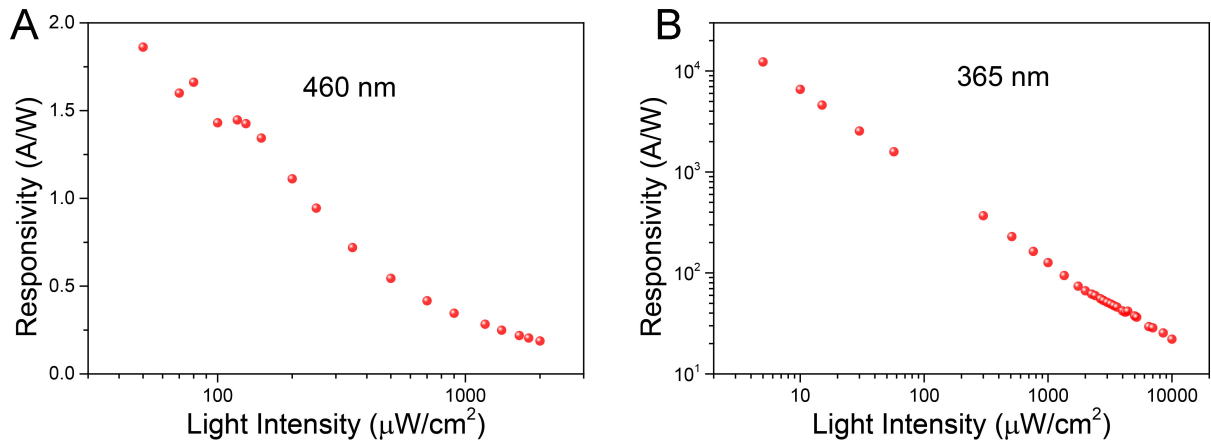 A
B
460 nm
365 nm
Responsivity (A/W)
2.0
1.5
1.0
0.5
0.0
100
1000
Light Intensity (μW/cm²)
Responsivity (A/W)
10⁴
10³
10²
10¹
10
100
1000
10000
Light Intensity (μW/cm²)